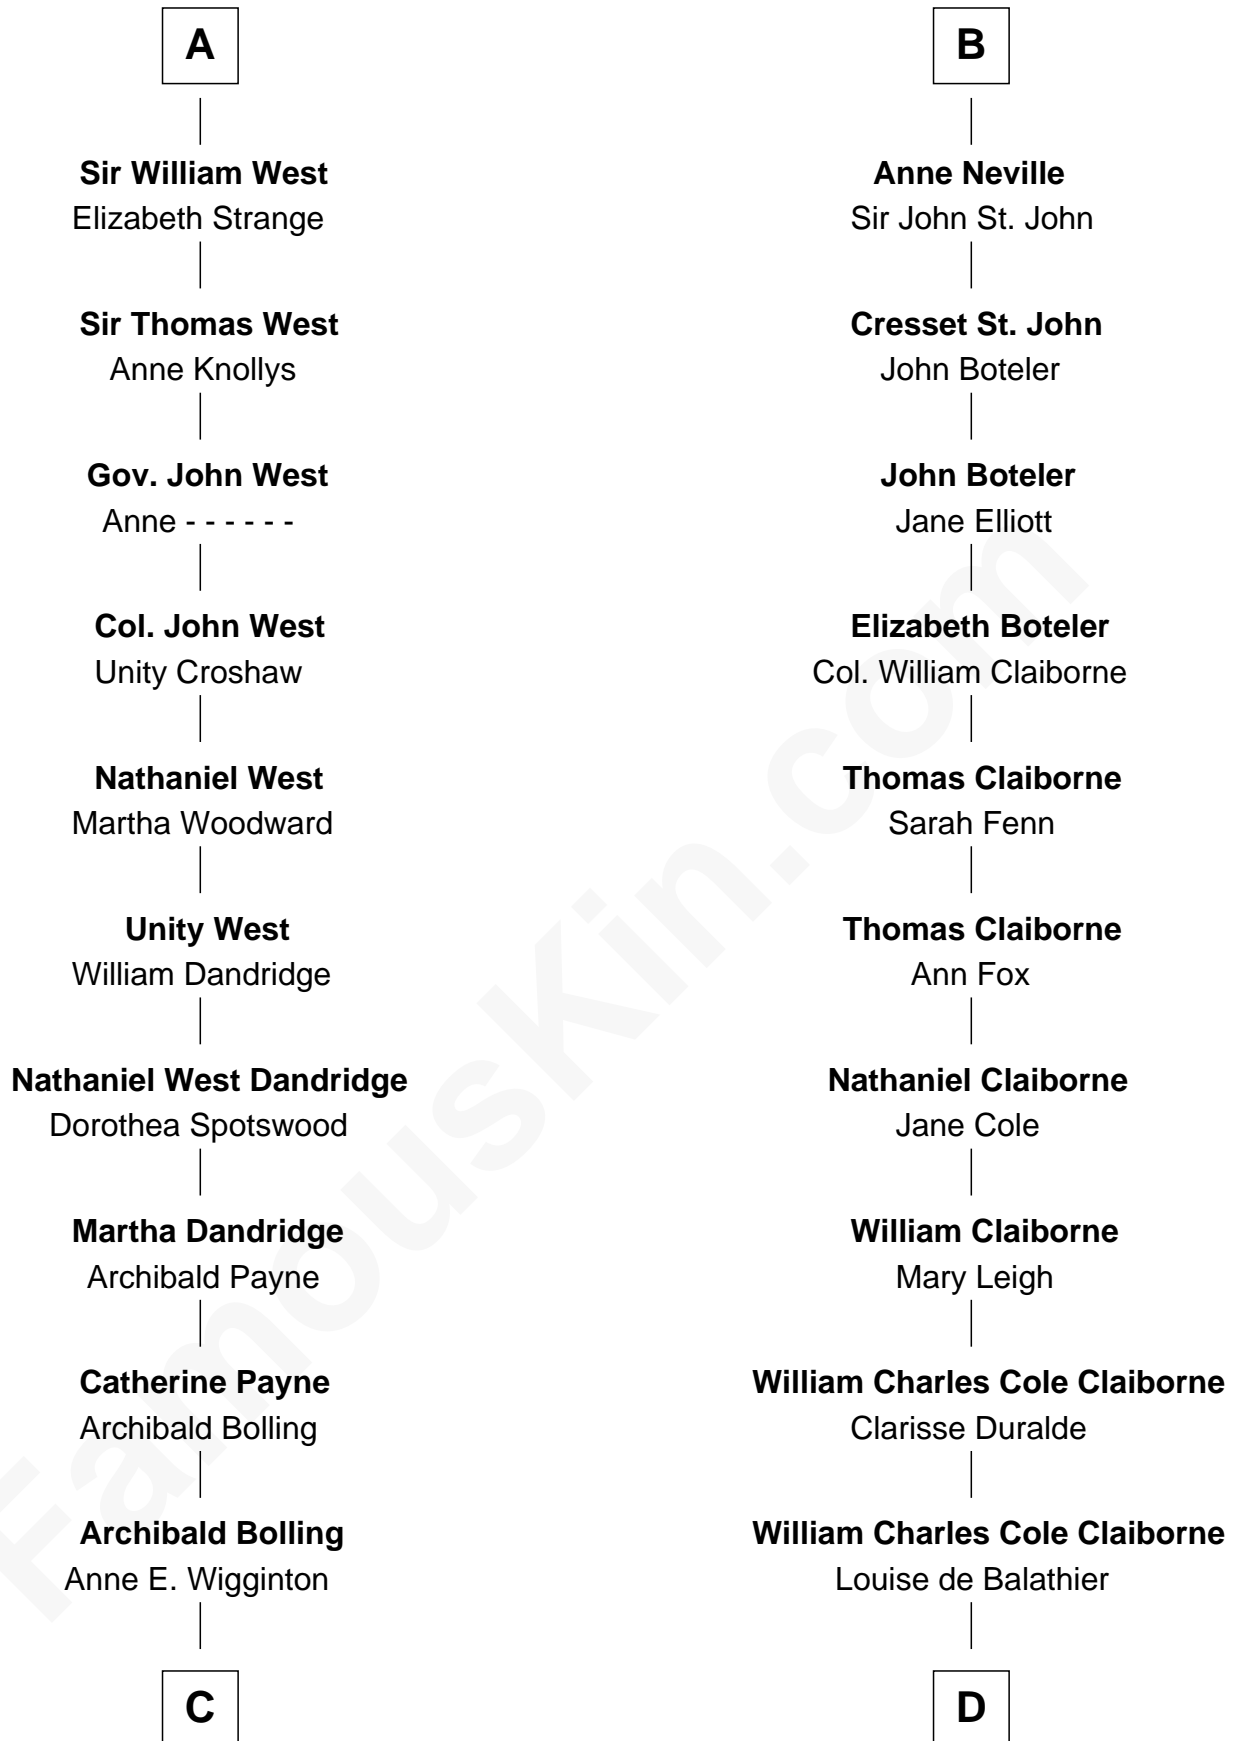 A
Sir William West
Elizabeth Strange
Sir Thomas West
Anne Knollys
Gov. John West
Anne - - - - - -
Col. John West
Unity Croshaw
Nathaniel West
Martha Woodward
Unity West
William Dandridge
Nathaniel West Dandridge
Dorothea Spotswood
Martha Dandridge
Archibald Payne
Catherine Payne
Archibald Bolling
Archibald Bolling
Anne E. Wigginton
C
B
Anne Neville
Sir John St. John
Cresset St. John
John Boteler
John Boteler
Jane Elliott
Elizabeth Boteler
Col. William Claiborne
Thomas Claiborne
Sarah Fenn
Thomas Claiborne
Ann Fox
Nathaniel Claiborne
Jane Cole
William Claiborne
Mary Leigh
William Charles Cole Claiborne
Clarisse Duralde
William Charles Cole Claiborne
Louise de Balathier
D
FamousKin.com